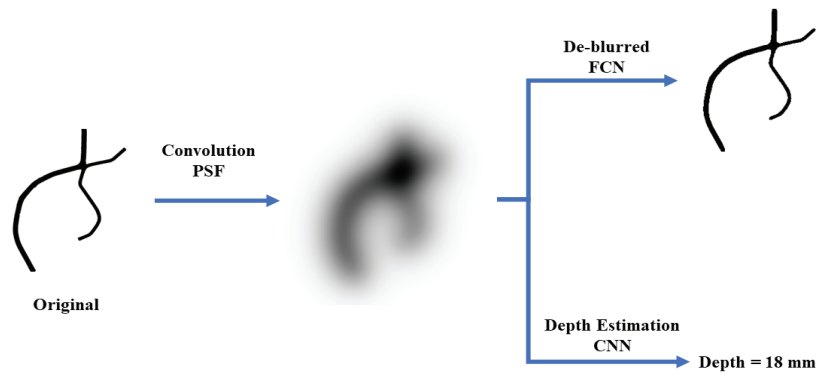 De-blurred
FCN
Convolution
PSF
Original
Depth Estimation
CNN
Depth = 18 mm